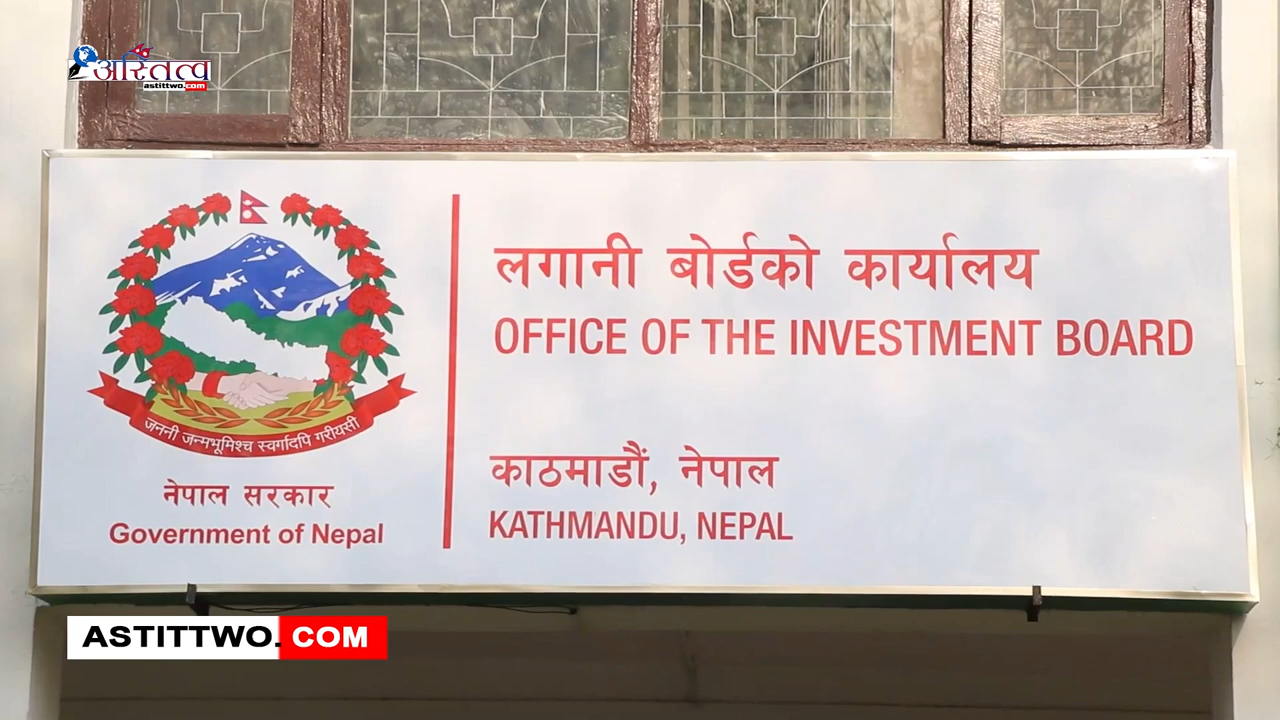 अस्तित्व
astittwo.com
लगानी बोर्डको कार्यालय
OFFICE OF THE INVESTMENT BOARD
काठमाडौं, नेपाल
KATHMANDU, NEPAL
जननी जन्मभूमिश्च स्वर्गादपि गरीयसी
नेपाल सरकार
Government of Nepal
ASTITTWO.COM